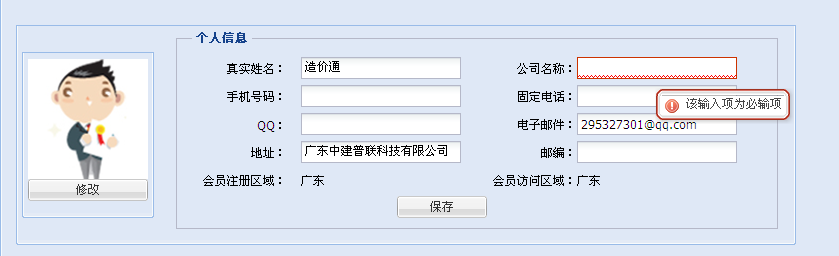 个人信息
真实姓名： 造价通 公司名称：
手机号码： 固定电话： 该输入项为必输项
QQ： 电子邮件： 295327301@qq.com
地址： 广东中建普联科技有限公司 邮编：
修改 会员注册区域： 广东 会员访问区域： 广东
保存